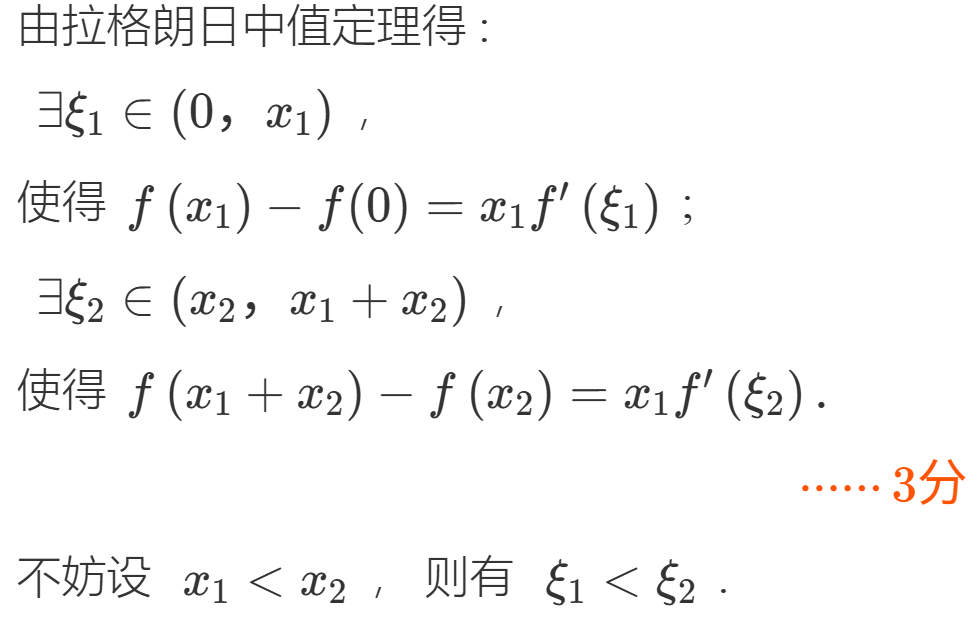 由拉格朗日中值定理得：
∃ξ₁ ∈ (0，x₁)，
使得 f(x₁) − f(0) = x₁f′(ξ₁)；
∃ξ₂ ∈ (x₂，x₁ + x₂)，
使得 f(x₁ + x₂) − f(x₂) = x₁f′(ξ₂).
······3分
不妨设 x₁ < x₂，则有 ξ₁ < ξ₂.